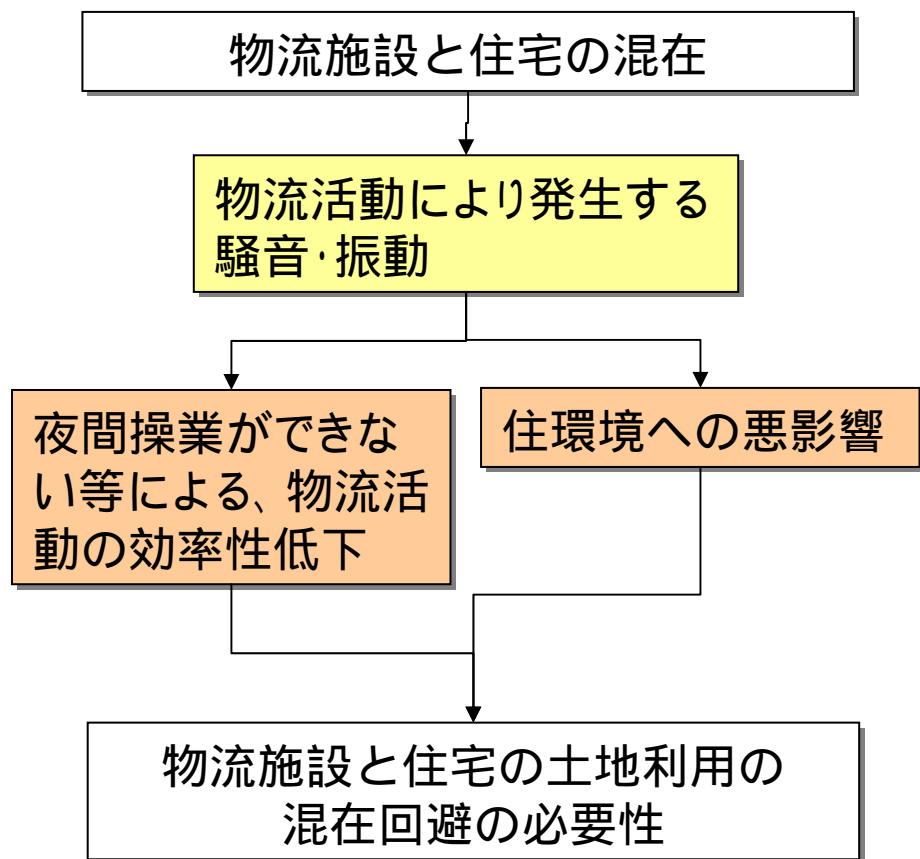 物流施設と住宅の混在
物流活動により発生する
騒音・振動
夜間操業ができな
い等による、物流活
動の効率性低下
住環境への悪影響
物流施設と住宅の土地利用の
混在回避の必要性